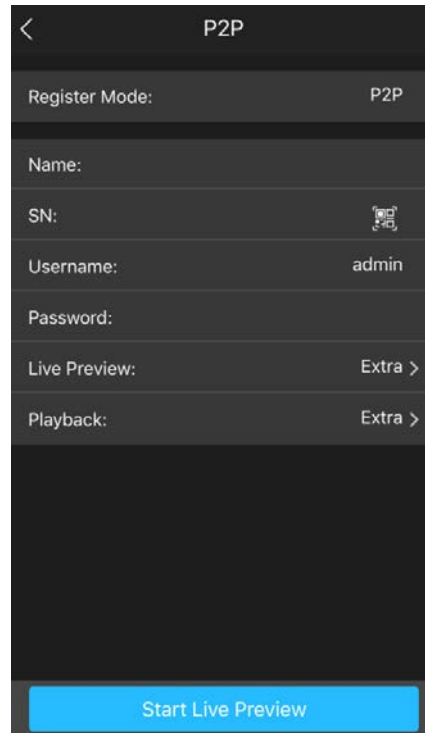 P2P
Register Mode: P2P
Name:
SN:
Username: admin
Password:
Live Preview: Extra >
Playback: Extra >
Start Live Preview